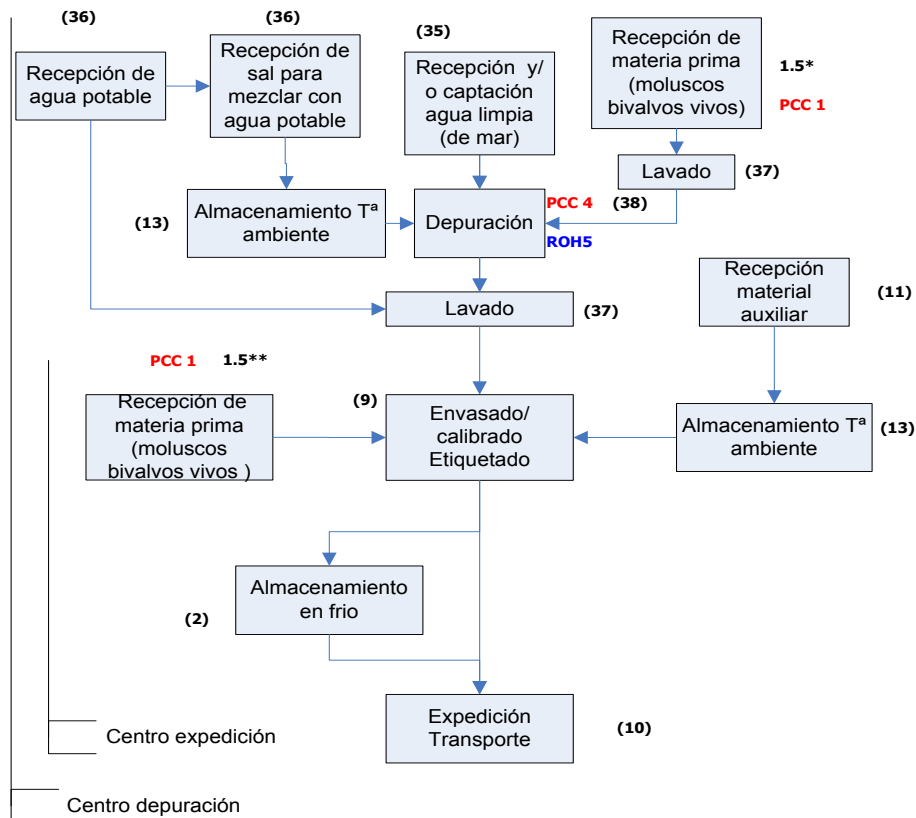 (36)
(36)
Recepción de
agua potable
Recepción de
sal para
mezclar con
agua potable
(35)
Recepción y/
o captación
agua limpia
(de mar)
Recepción de
materia prima
(moluscos
bivalvos vivos)
1.5*
PCC 1
Lavado
(37)
(13)
Almacenamiento Tª
ambiente
Depuración
PCC 4
(38)
ROH5
Lavado
(37)
Recepción
material
auxiliar
(11)
PCC 1 1.5**
Recepción de
materia prima
(moluscos
bivalvos vivos )
(9)
Envasado/
calibrado
Etiquetado
Almacenamiento Tª
ambiente
(13)
Almacenamiento
en frio
(2)
Expedición
Transporte
(10)
Centro expedición
Centro depuración